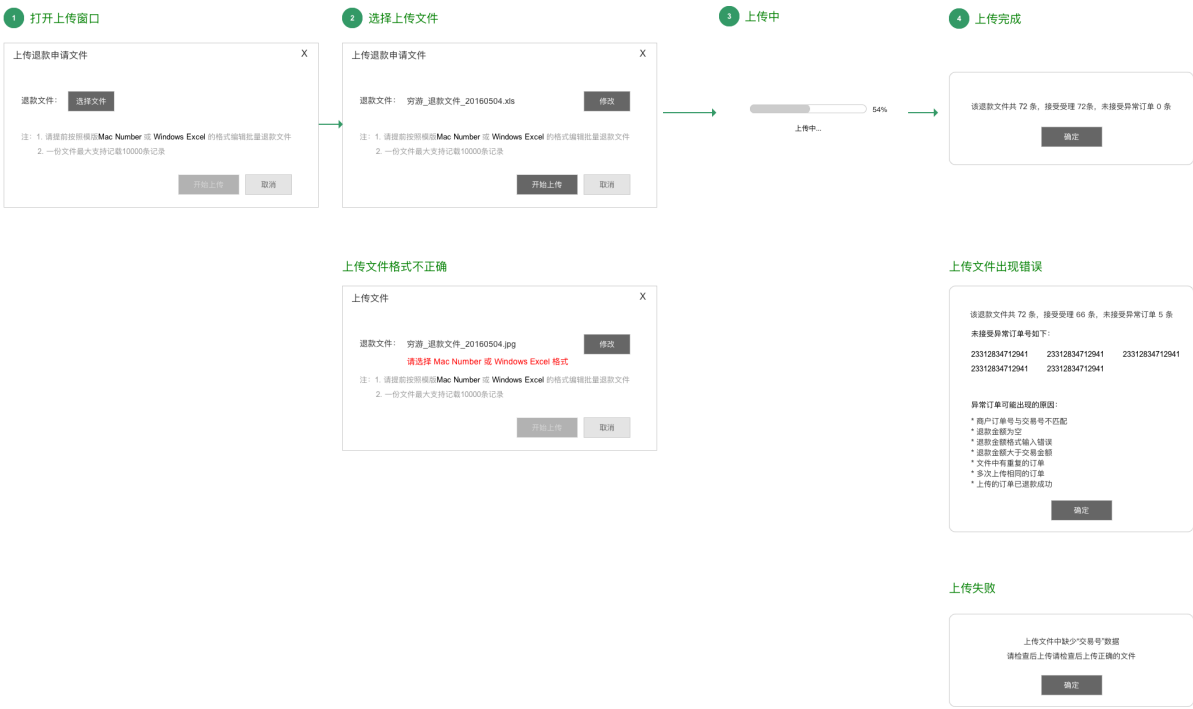 1 打开上传窗口
上传退款申请文件 X
退款文件： 选择文件
注：1. 请提前按照模版Mac Number 或 Windows Excel 的格式编辑批量退款文件
2. 一份文件最大支持记载10000条记录
开始上传 取消
2 选择上传文件
上传退款申请文件 X
退款文件： 穷游_退款文件_20160504.xls 修改
注：1. 请提前按照模版Mac Number 或 Windows Excel 的格式编辑批量退款文件
2. 一份文件最大支持记载10000条记录
开始上传 取消
上传文件格式不正确
上传文件 X
退款文件： 穷游_退款文件_20160504.jpg 修改
请选择 Mac Number 或 Windows Excel 格式
注：1. 请提前按照模版Mac Number 或 Windows Excel 的格式编辑批量退款文件
2. 一份文件最大支持记载10000条记录
开始上传 取消
3 上传中
54%
上传中...
4 上传完成
该退款文件共 72 条，接受受理 72条，未接受异常订单 0 条
确定
上传文件出现错误
该退款文件共 72 条，接受受理 66 条，未接受异常订单 5 条
未接受异常订单号如下：
23312834712941 23312834712941 23312834712941
23312834712941 23312834712941
异常订单可能出现的原因：
* 商户订单号与交易号不匹配
* 退款金额为空
* 退款金额格式输入错误
* 退款金额大于交易金额
* 文件中有重复的订单
* 多次上传相同的订单
* 上传的订单已退款成功
确定
上传失败
上传文件中缺少“交易号”数据
请检查后上传请检查后上传正确的文件
确定